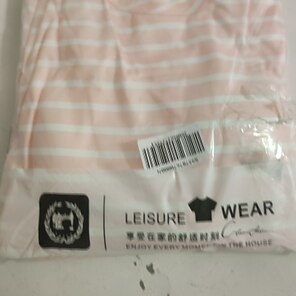 LEISURE WEAR
享受在家的舒适时刻
ENJOY EVERY MOMENT IN THE HOUSE